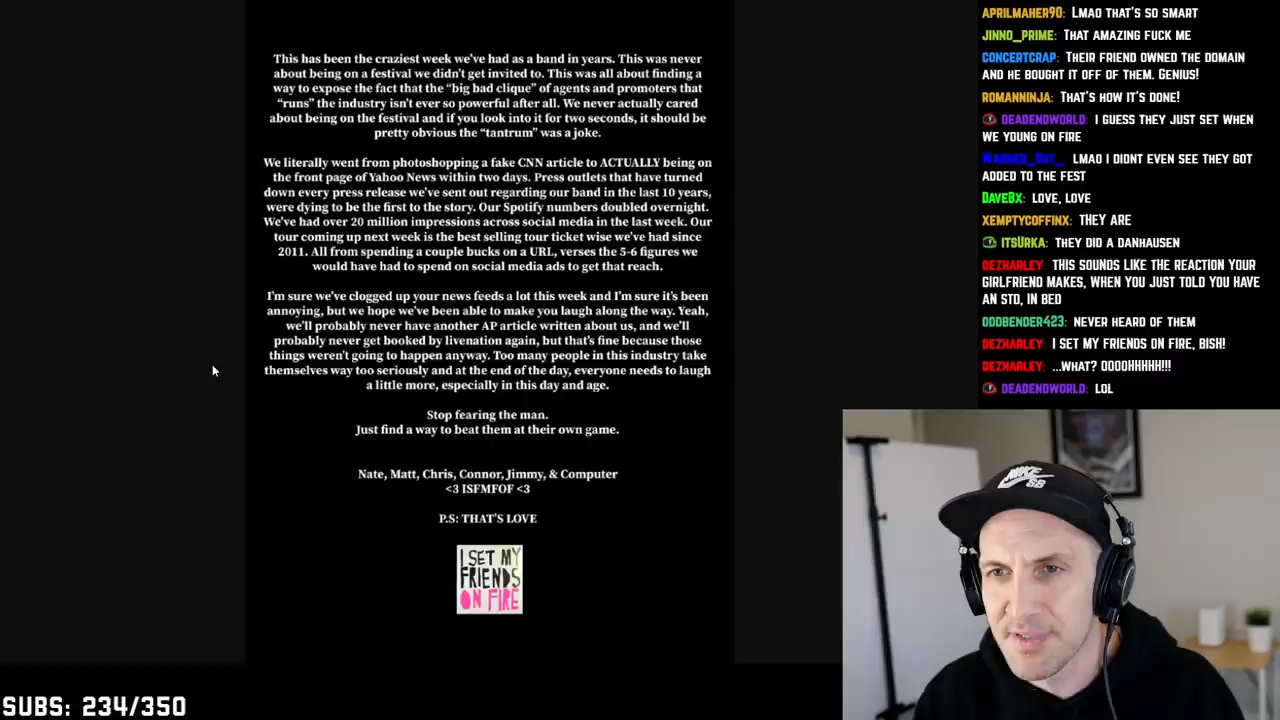 This has been the craziest week we've had as a band in years. This was never
about being on a festival we didn't get invited to. This was all about finding a
way to expose the fact that the "big bad clique" of agents and promoters that
"runs" the industry isn't ever so powerful after all. We never actually cared
about being on the festival and if you look into it for two seconds, it should be
pretty obvious the "tantrum" was a joke.
We literally went from photoshopping a fake CNN article to ACTUALLY being on
the front page of Yahoo News within two days. Press outlets that have turned
down every press release we've sent out regarding our band in the last 10 years,
were dying to be the first to the story. Our Spotify numbers doubled overnight.
We've had over 20 million impressions across social media in the last week. Our
tour coming up next week is the best selling tour ticket wise we've had since
2011. All from spending a couple bucks on a URL, verses the 5-6 figures we
would have had to spend on social media ads to get that reach.
I'm sure we've clogged up your news feeds a lot this week and I'm sure it's been
annoying, but we hope we've been able to make you laugh along the way. Yeah,
we'll probably never have another AP article written about us, and we'll
probably never get booked by livenation again, but that's fine because those
things weren't going to happen anyway. Too many people in this industry take
themselves way too seriously and at the end of the day, everyone needs to laugh
a little more, especially in this day and age.
Stop fearing the man.
Just find a way to beat them at their own game.
Nate, Matt, Chris, Connor, Jimmy, & Computer
<3 ISFMFOF <3
P.S: THAT'S LOVE
I SET MY
FRIENDS
ON FIRE
APRILMAHER90: LMAO THAT'S SO SMART
JINNO_PRIME: THAT AMAZING FUCK ME
CONCERTCRAP: THEIR FRIEND OWNED THE DOMAIN
AND HE BOUGHT IT OFF OF THEM. GENIUS!
ROMANNINJA: THAT'S HOW IT'S DONE!
DEADENDWORLD: I GUESS THEY JUST SET WHEN
WE YOUNG ON FIRE
WASHED_OUT_: LMAO I DIDNT EVEN SEE THEY GOT
ADDED TO THE FEST
DAVEBX: LOVE, LOVE
XEMPTYCOFFINX: THEY ARE
ITSURKA: THEY DID A DANHAUSEN
DEZHARLEY: THIS SOUNDS LIKE THE REACTION YOUR
GIRLFRIEND MAKES, WHEN YOU JUST TOLD YOU HAVE
AN STD, IN BED
ODDBENDER423: NEVER HEARD OF THEM
DEZHARLEY: I SET MY FRIENDS ON FIRE, BISH!
DEZHARLEY: ...WHAT? OOOOHHHHH!!!
DEADENDWORLD: LOL
NIKE
SB
SUBS: 234/350